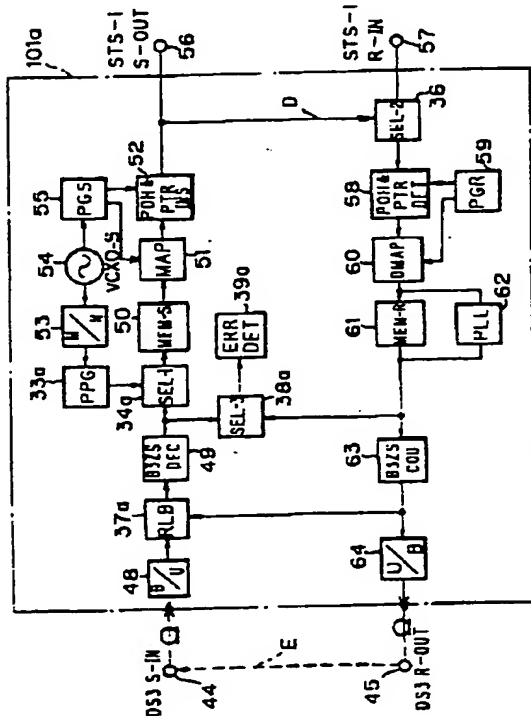 101a
STS-1
S-OUT
56
STS-1
R-IN
57
D
SEL-2
36
55
PGS
52
POH &
PTR
INS
54
VCXO-S
MAP
51
58
POH &
PTR
DET
PGR
59
53
M/N
50
MEM-S
39a
ERR
DET
60
DMAP
33a
PPG
34a
SEL-1
SEL-3
38a
61
MEM-R
PLL
62
B3ZS
DEC
49
37a
RLB
B3ZS
COU
63
48
B/U
64
U/B
DS3 S-IN
44
E
45
DS3 R-OUT